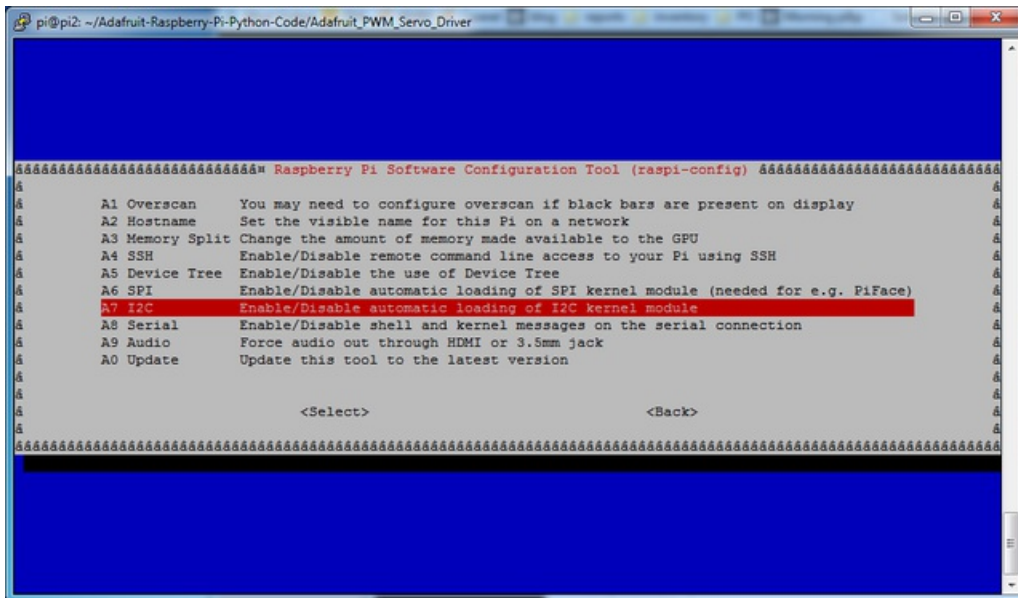 pi@pi2: ~/Adafruit-Raspberry-Pi-Python-Code/Adafruit_PWM_Servo_Driver
Raspberry Pi Software Configuration Tool (raspi-config)
A1 Overscan You may need to configure overscan if black bars are present on display
A2 Hostname Set the visible name for this Pi on a network
A3 Memory Split Change the amount of memory made available to the GPU
A4 SSH Enable/Disable remote command line access to your Pi using SSH
A5 Device Tree Enable/Disable the use of Device Tree
A6 SPI Enable/Disable automatic loading of SPI kernel module (needed for e.g. PiFace)
A7 I2C Enable/Disable automatic loading of I2C kernel module
A8 Serial Enable/Disable shell and kernel messages on the serial connection
A9 Audio Force audio out through HDMI or 3.5mm jack
A0 Update Update this tool to the latest version
<Select> <Back>